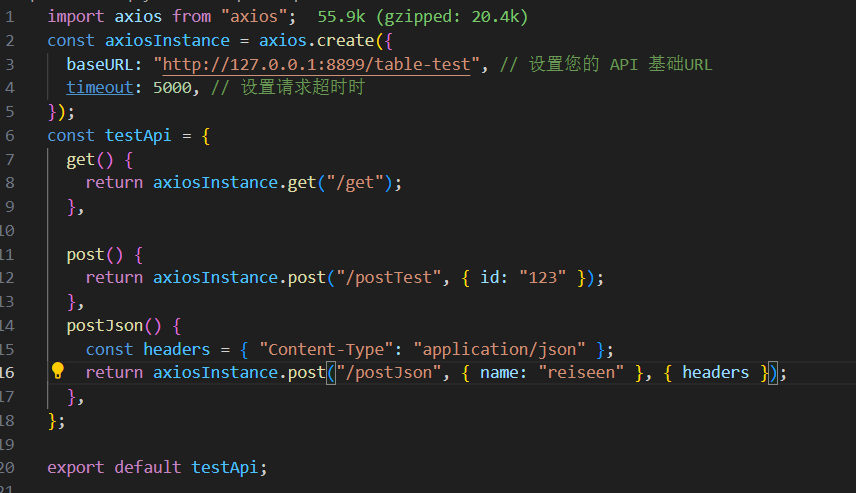 1 import axios from "axios"; 55.9k (gzipped: 20.4k)
2 const axiosInstance = axios.create({
3 baseURL: "http://127.0.0.1:8899/table-test", // 设置您的 API 基础URL
4 timeout: 5000, // 设置请求超时时
5 });
6 const testApi = {
7 get() {
8 return axiosInstance.get("/get");
9 },
10
11 post() {
12 return axiosInstance.post("/postTest", { id: "123" });
13 },
14 postJson() {
15 const headers = { "Content-Type": "application/json" };
16 return axiosInstance.post("/postJson", { name: "reiseen" }, { headers });
17 },
18 };
19
20 export default testApi;
21